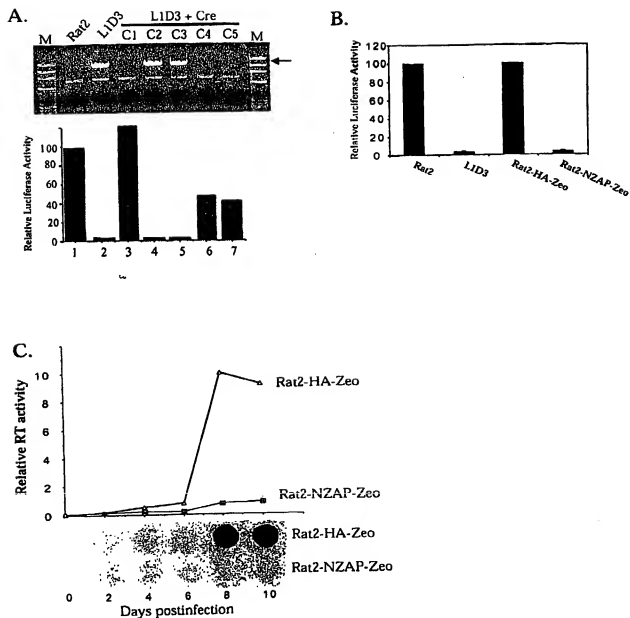 A.
L1D3 + Cre
M Rat2 L1D3 C1 C2 C3 C4 C5 M
Relative Luciferase Activity
100
80
60
40
20
0
1 2 3 4 5 6 7
B.
Relative Luciferase Activity
120
100
80
60
40
20
0
Rat2 L1D3 Rat2-HA-Zeo Rat2-NZAP-Zeo
C.
Relative RT activity
10
8
6
4
2
0
Rat2-HA-Zeo
Rat2-NZAP-Zeo
Rat2-HA-Zeo
Rat2-NZAP-Zeo
0 2 4 6 8 10
Days postinfection